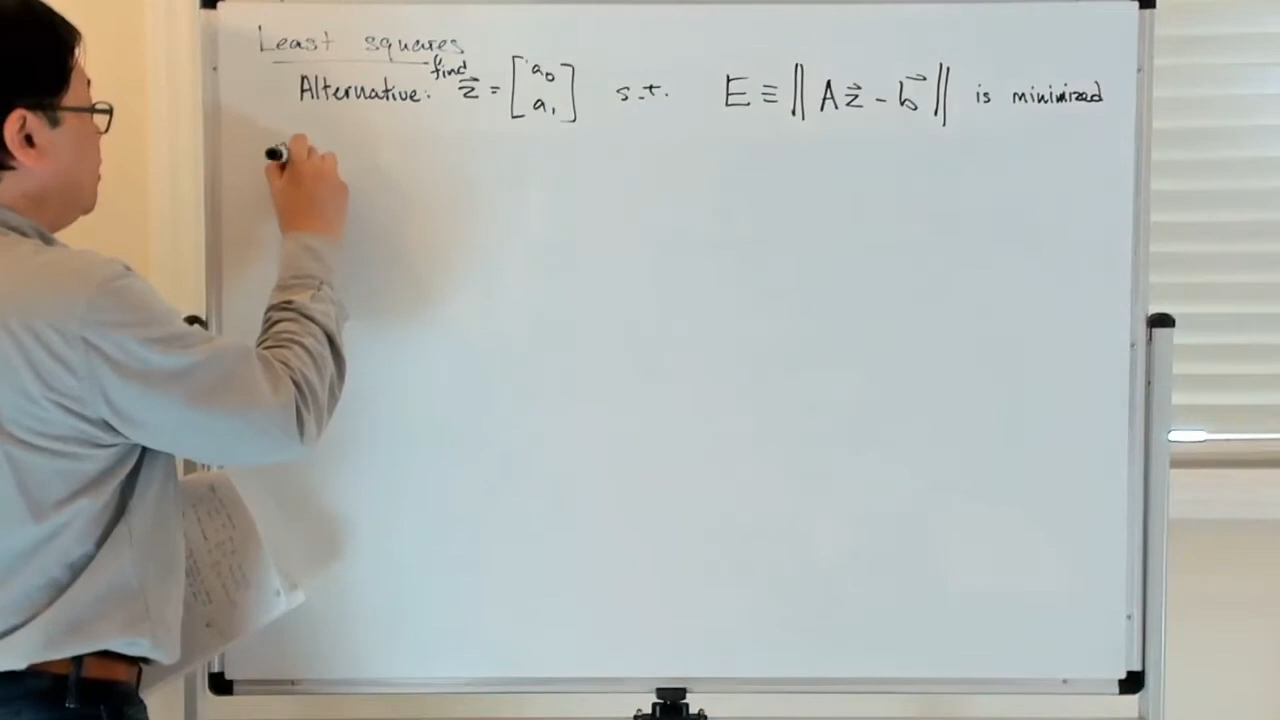 Least squares
Alternative: find z⃗ = [a₀ a₁] s.t. E ≡ ‖Az⃗ - b⃗‖ is minimized